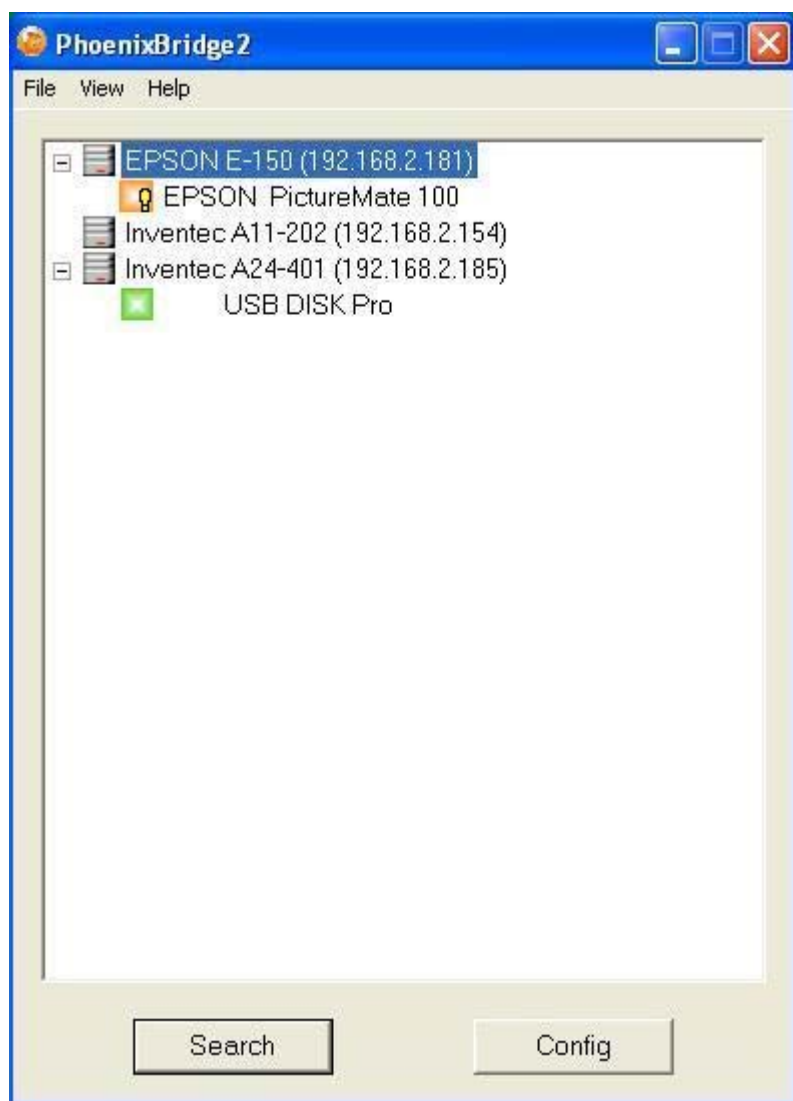 PhoenixBridge2
File View Help
EPSON E-150 (192.168.2.181)
EPSON PictureMate 100
Inventec A11-202 (192.168.2.154)
Inventec A24-401 (192.168.2.185)
USB DISK Pro
Search Config